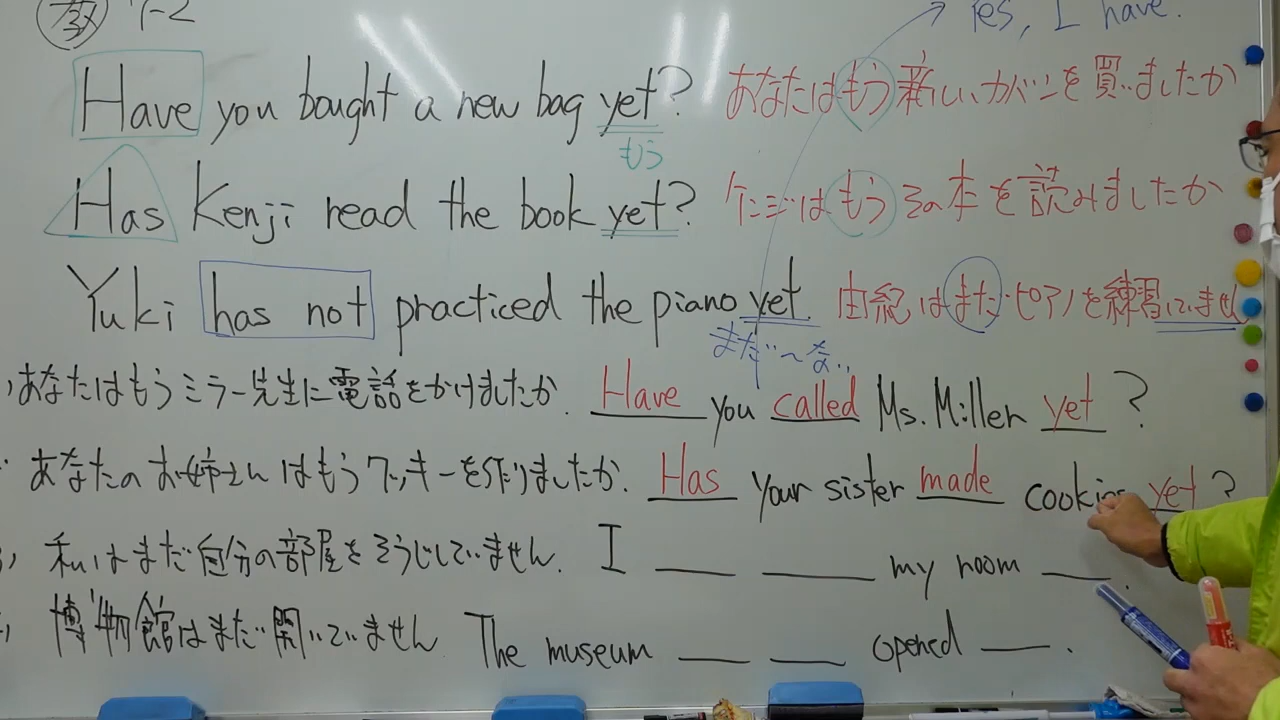 教 7-2 Yes, I have.
Have you bought a new bag yet? あなたはもう新しいカバンを買いましたか
もう
Has Kenji read the book yet? ケンジはもうその本を読みましたか
Yuki has not practiced the piano yet. 由紀はまだピアノを練習していません
まだ〜ない
あなたはもうミラー先生に電話をかけましたか. Have you called Ms. Miller yet?
あなたのお姉さんはもうクッキーを作りましたか. Has your sister made yet?
私はまだ自分の部屋をそうじしていません. I ___ ___ my room ___.
博物館はまだ開いていません The museum ___ ___ opened ___.